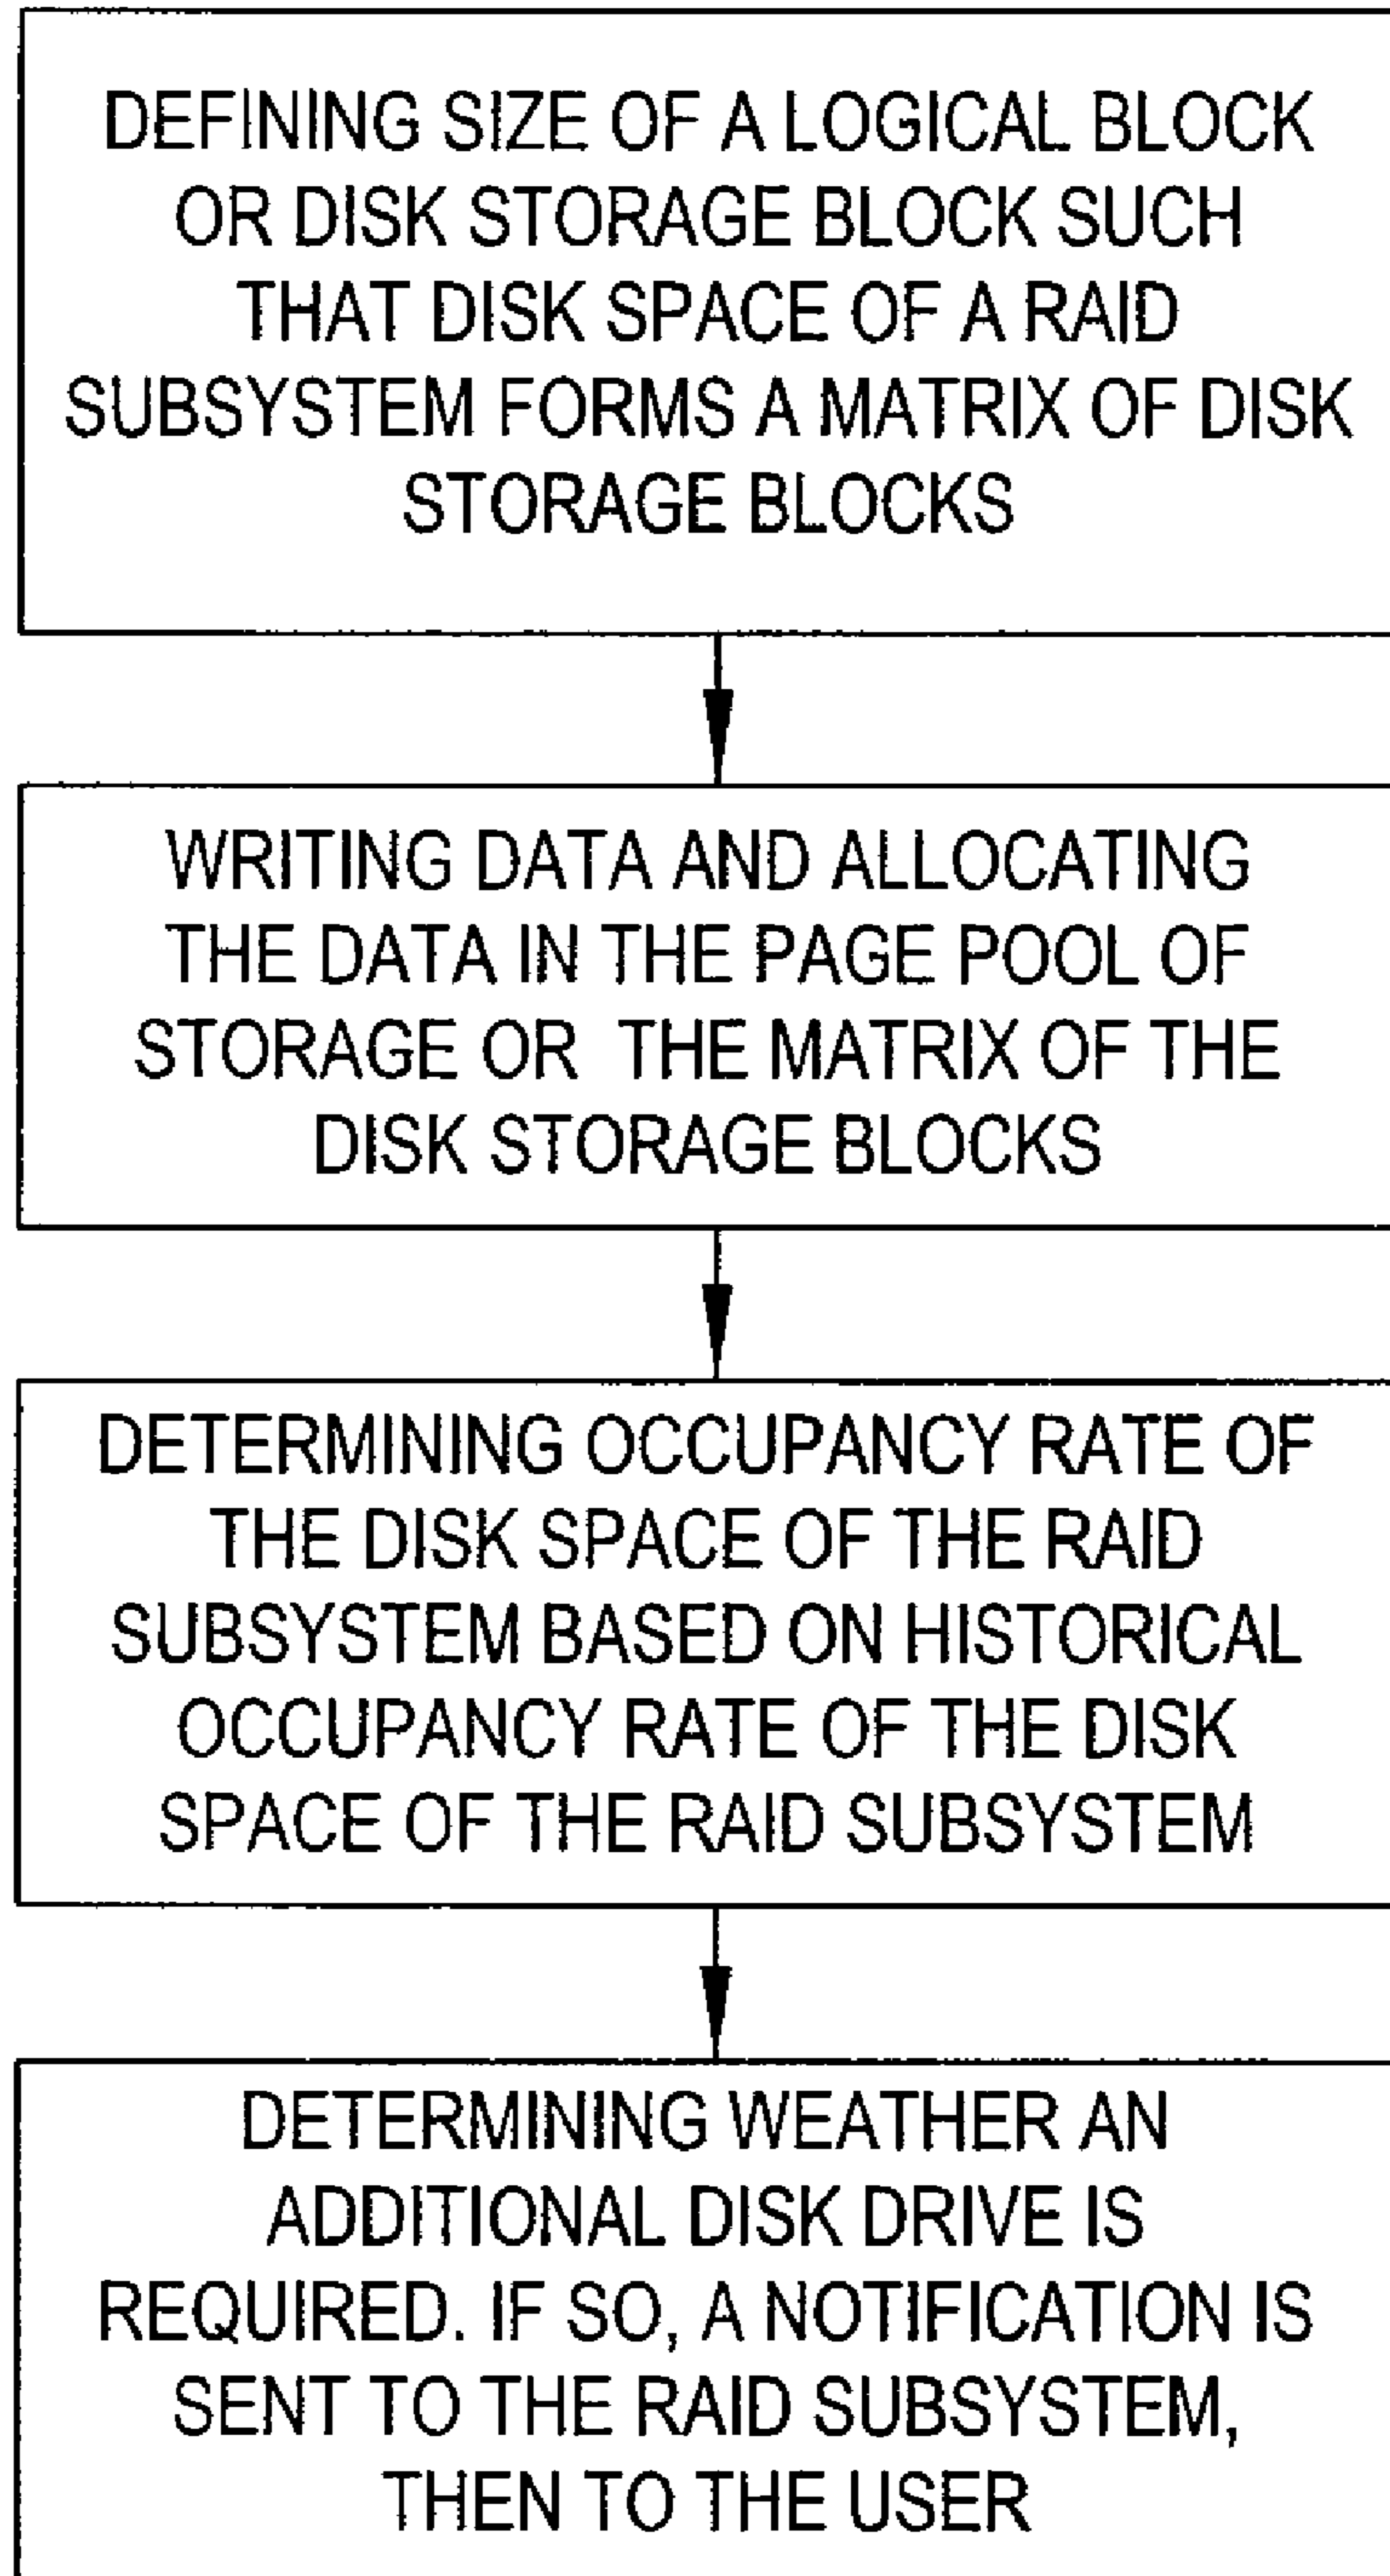 DEFINING SIZE OF A LOGICAL BLOCK
OR DISK STORAGE BLOCK SUCH
THAT DISK SPACE OF A RAID
SUBSYSTEM FORMS A MATRIX OF DISK
STORAGE BLOCKS
WRITING DATA AND ALLOCATING
THE DATA IN THE PAGE POOL OF
STORAGE OR THE MATRIX OF THE
DISK STORAGE BLOCKS
DETERMINING OCCUPANCY RATE OF
THE DISK SPACE OF THE RAID
SUBSYSTEM BASED ON HISTORICAL
OCCUPANCY RATE OF THE DISK
SPACE OF THE RAID SUBSYSTEM
DETERMINING WEATHER AN
ADDITIONAL DISK DRIVE IS
REQUIRED. IF SO, A NOTIFICATION IS
SENT TO THE RAID SUBSYSTEM,
THEN TO THE USER